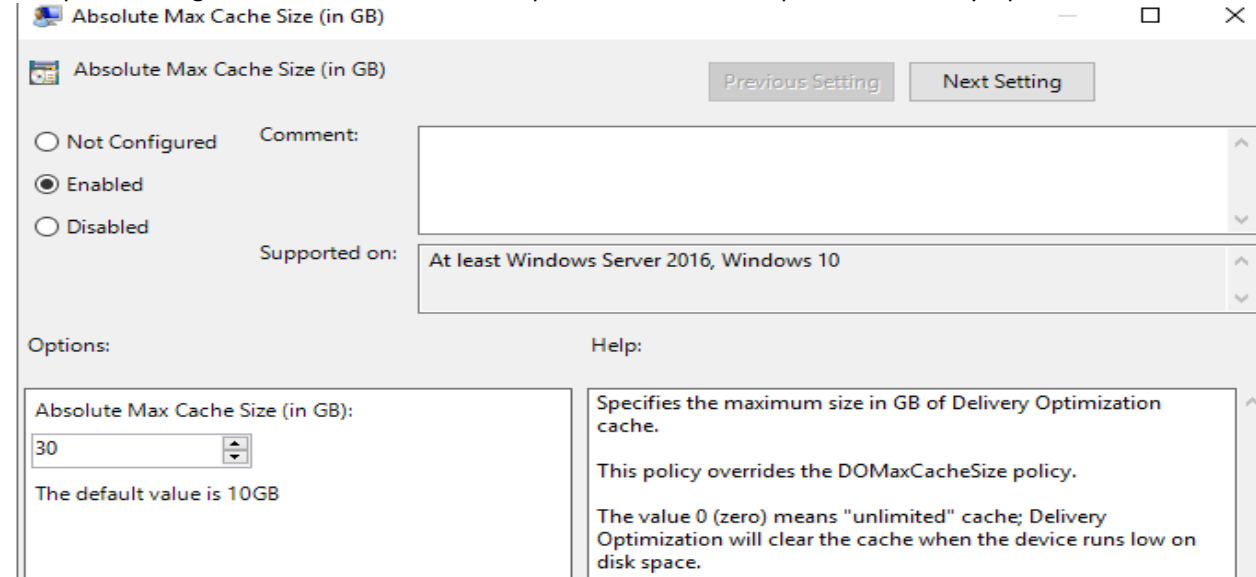 Absolute Max Cache Size (in GB)
Absolute Max Cache Size (in GB)
Previous Setting
Next Setting
Not Configured
Comment:
Enabled
Disabled
Supported on:
At least Windows Server 2016, Windows 10
Options:
Help:
Absolute Max Cache Size (in GB):
30
The default value is 10GB
Specifies the maximum size in GB of Delivery Optimization
cache.
This policy overrides the DOMaxCacheSize policy.
The value 0 (zero) means "unlimited" cache; Delivery
Optimization will clear the cache when the device runs low on
disk space.